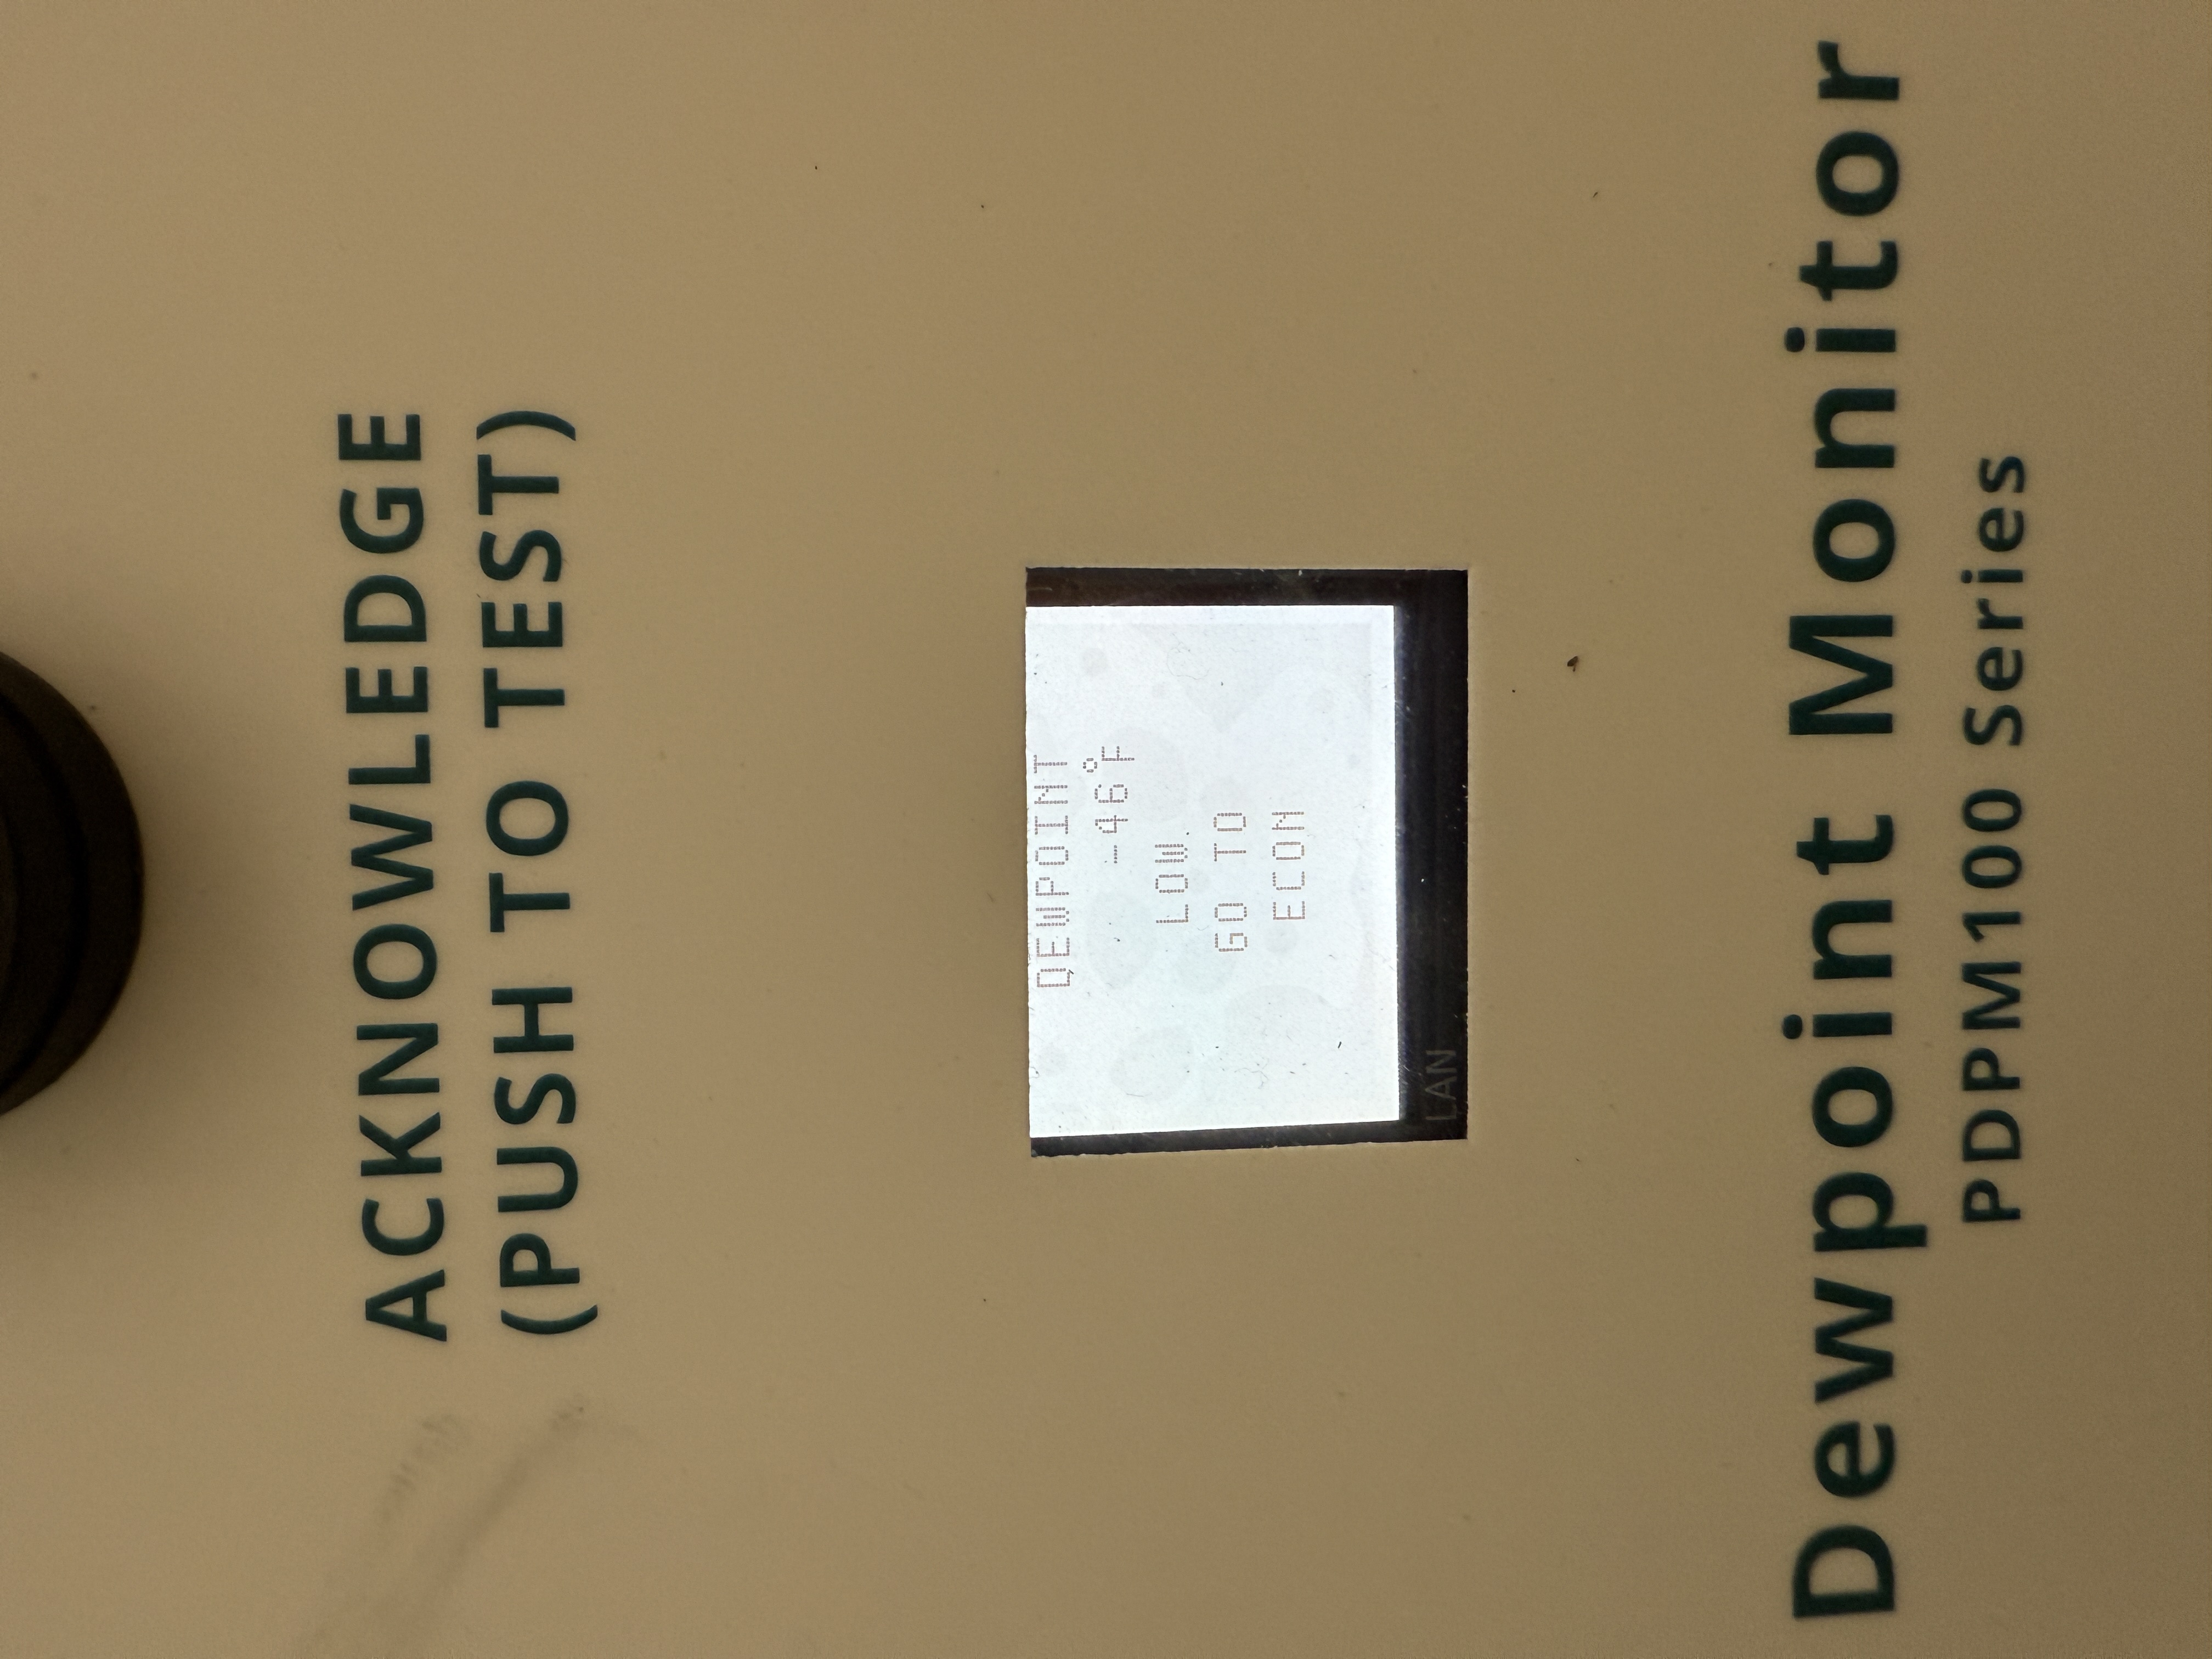 ACKNOWLEDGE
(PUSH TO TEST)
DEWPOINT
-46°F
LOW
GO TO
ECON
LAN
Dewpoint Monitor
PDPM100 Series